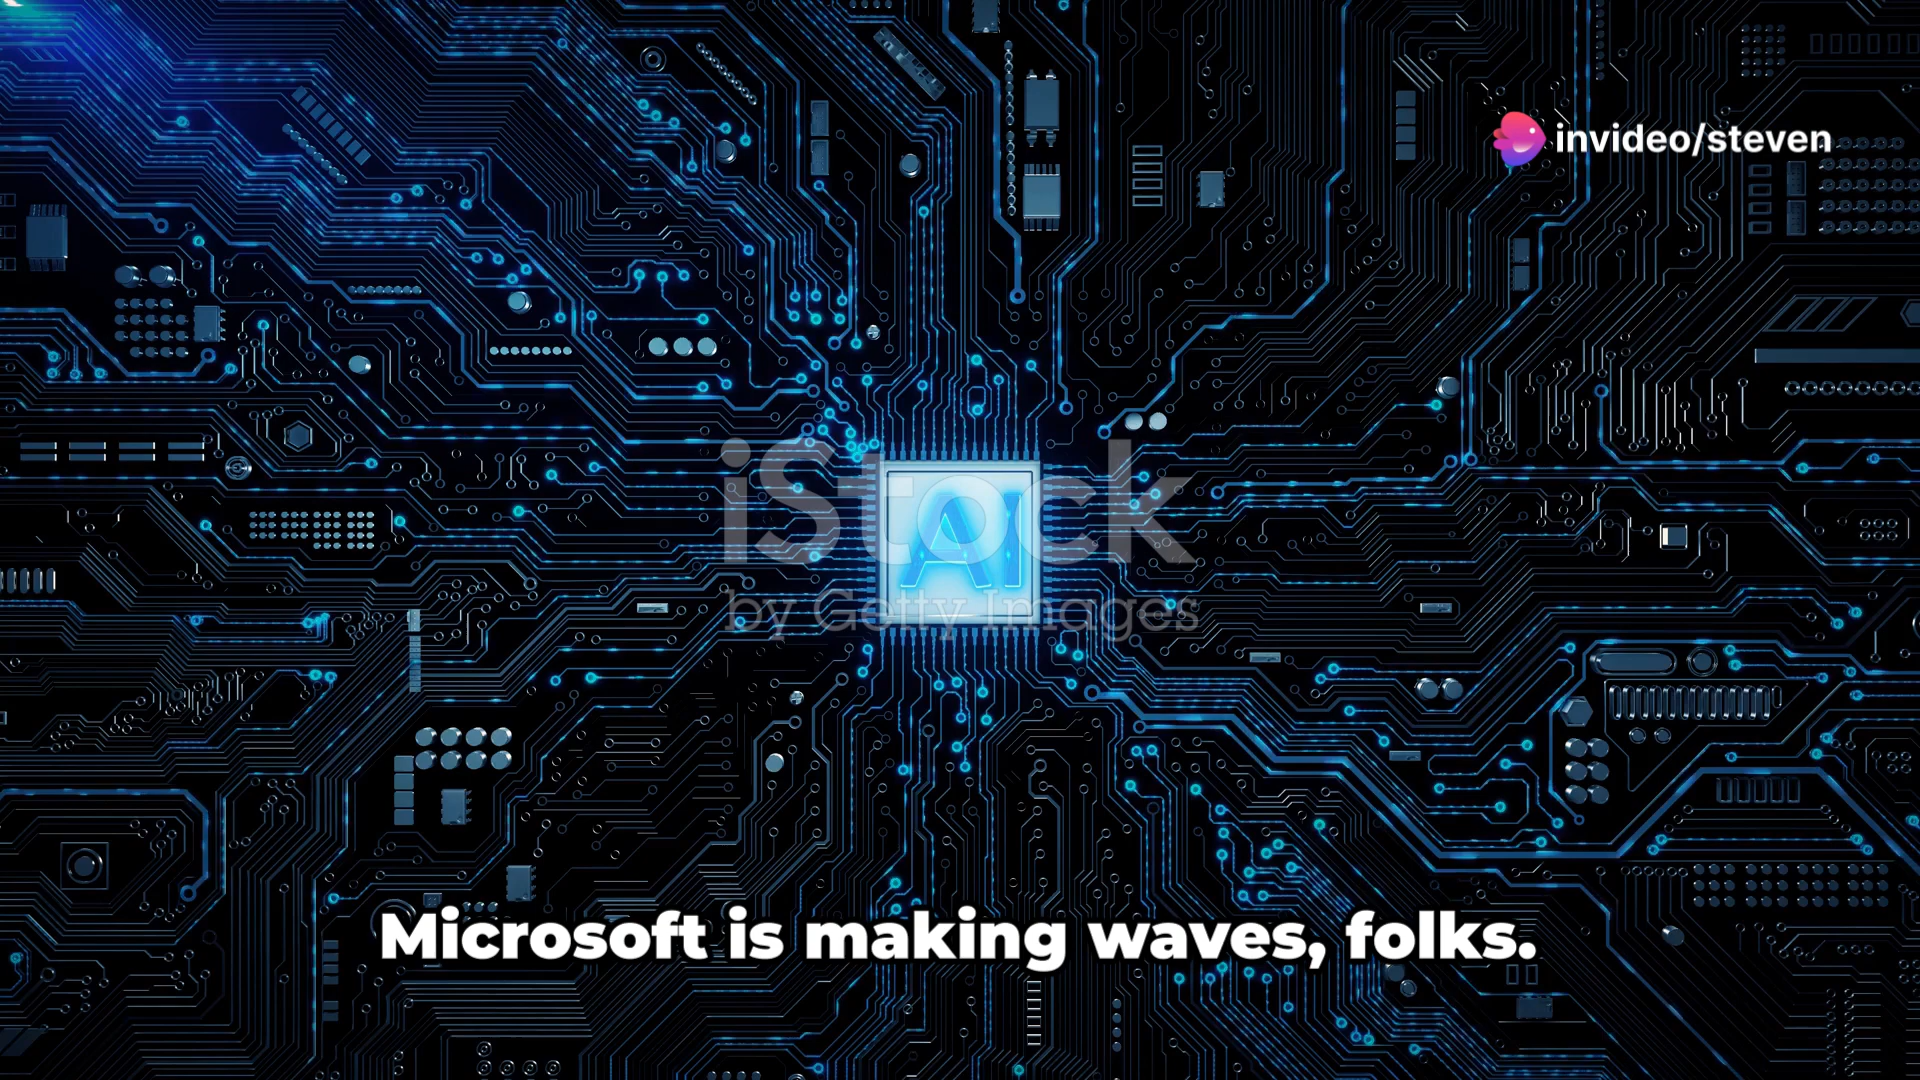 invideo/steven
iStock
AI
by Getty Images
Microsoft is making waves, folks.